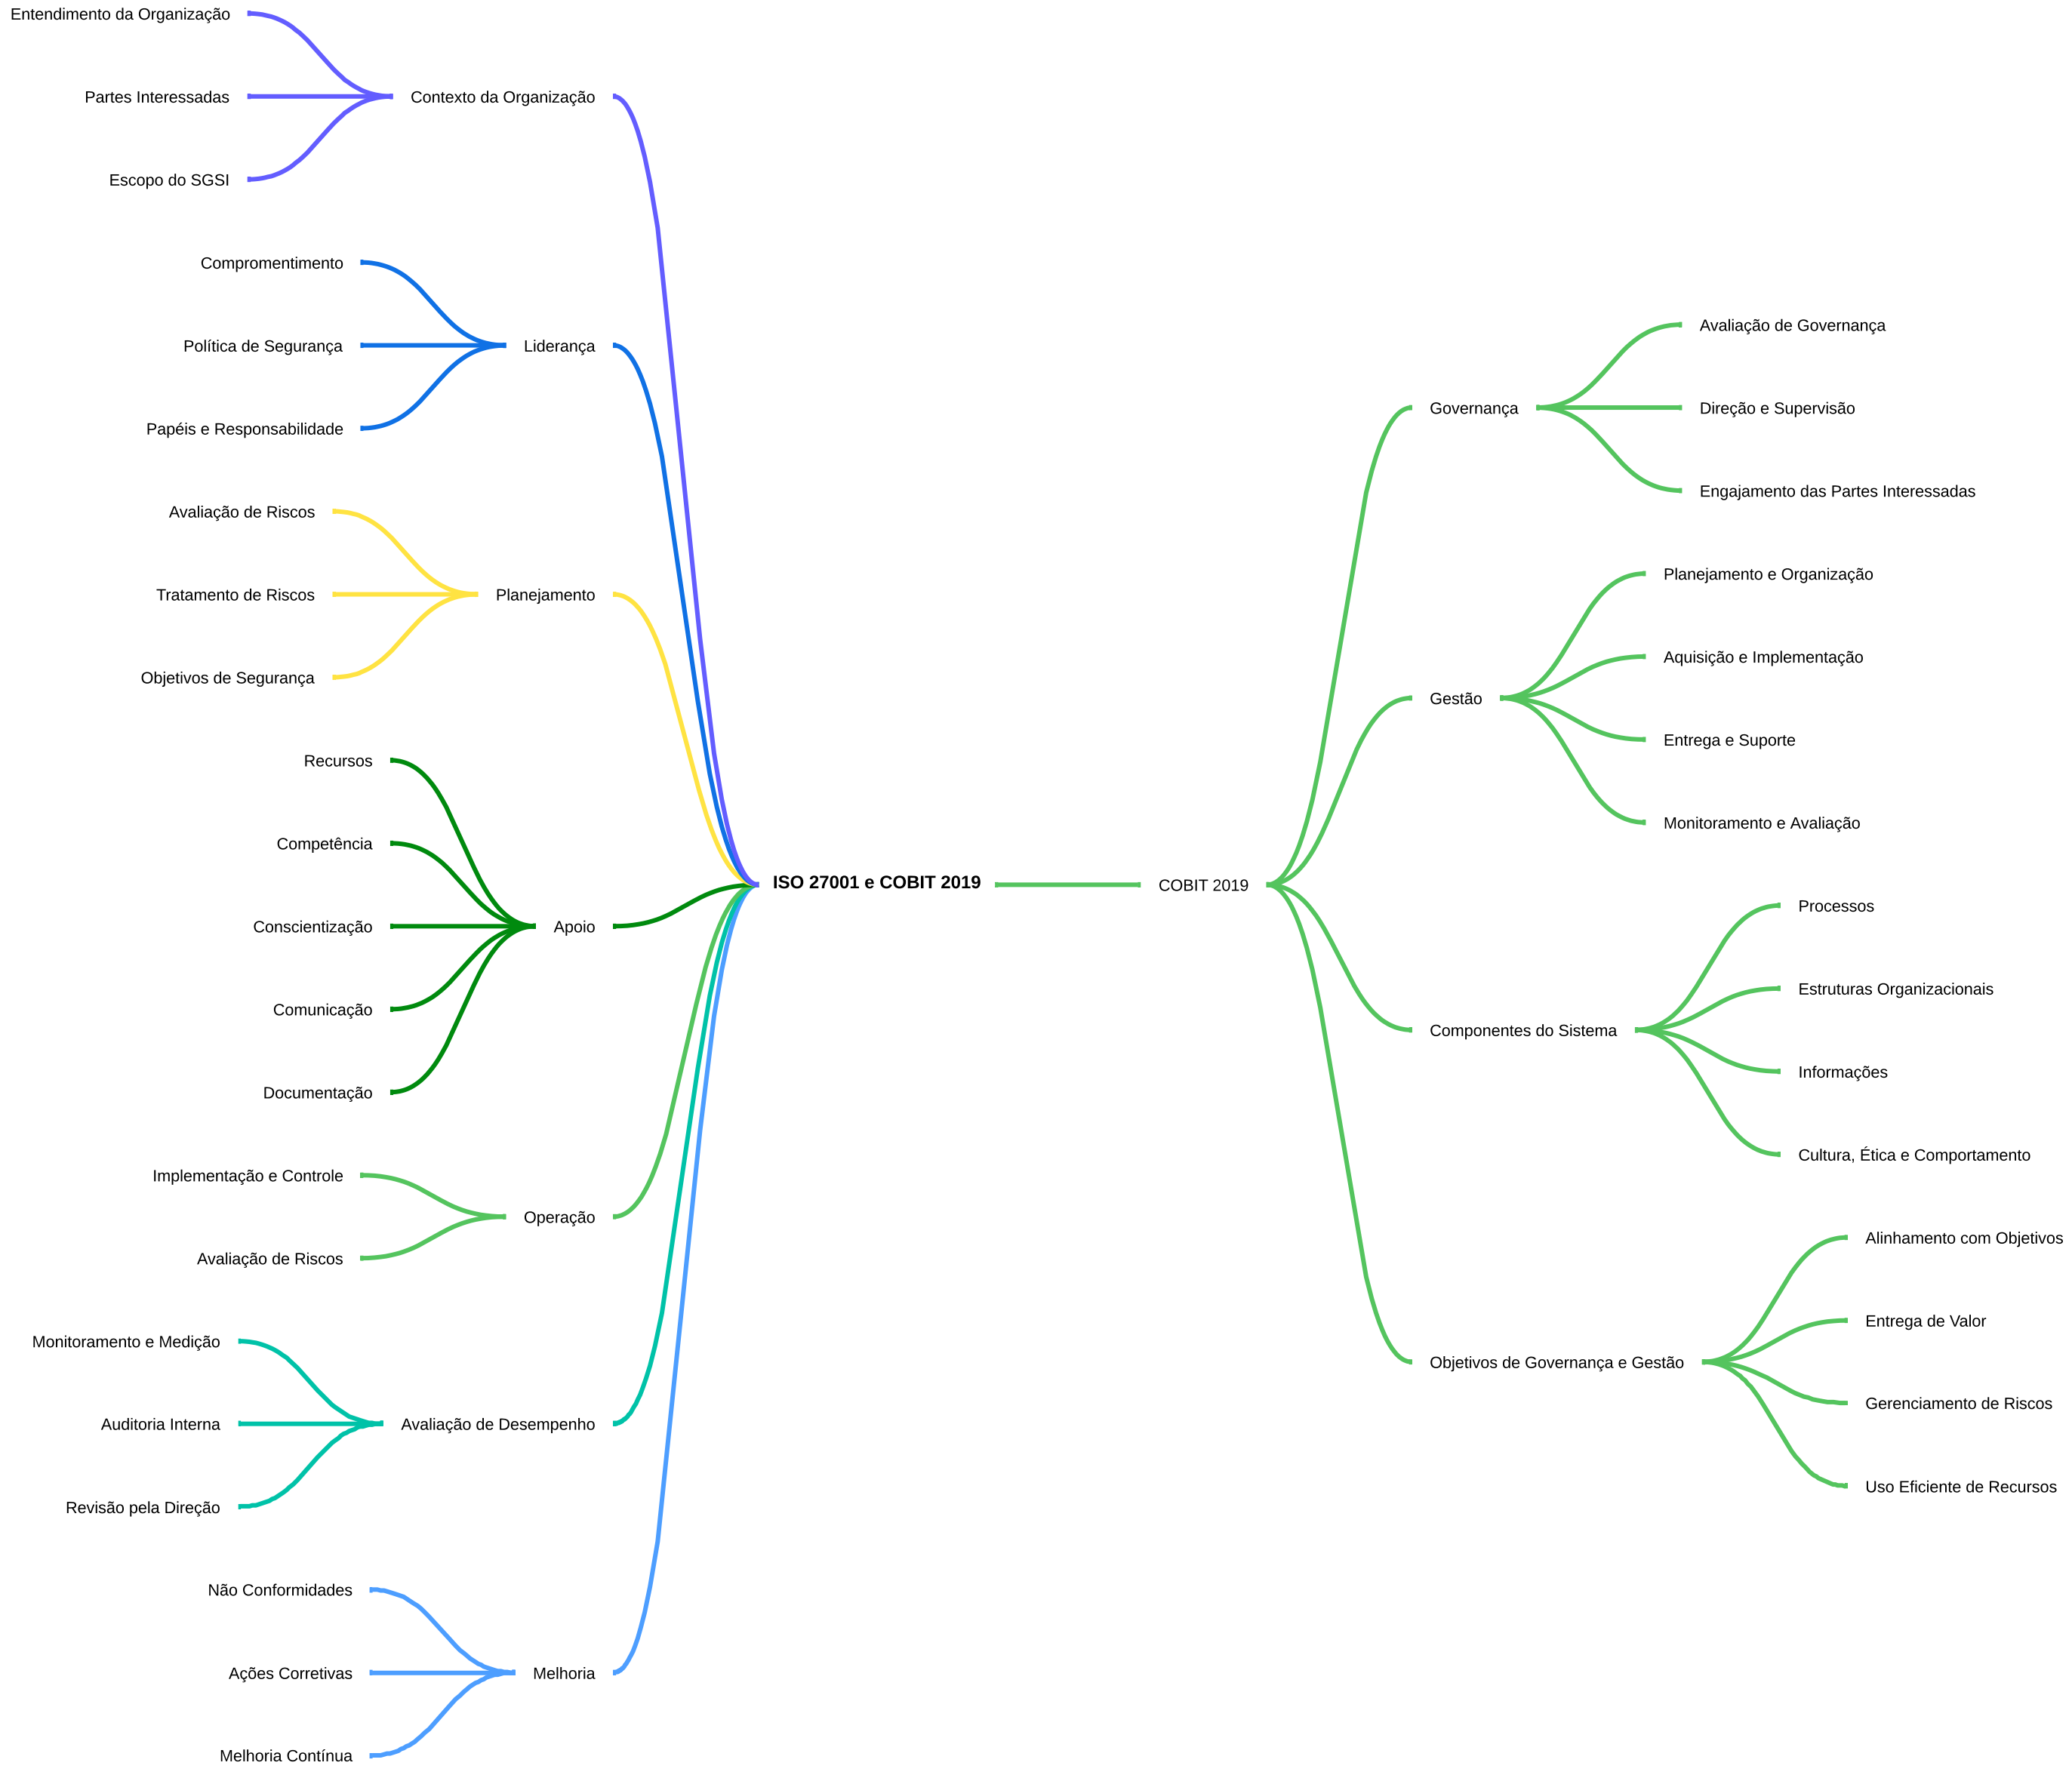 Entendimento da Organização
Partes Interessadas
Escopo do SGSI
Contexto da Organização
Compromentimento
Política de Segurança
Papéis e Responsabilidade
Liderança
Avaliação de Riscos
Tratamento de Riscos
Objetivos de Segurança
Planejamento
Recursos
Competência
Conscientização
Comunicação
Documentação
Apoio
Implementação e Controle
Avaliação de Riscos
Operação
Monitoramento e Medição
Auditoria Interna
Revisão pela Direção
Avaliação de Desempenho
Não Conformidades
Ações Corretivas
Melhoria Contínua
Melhoria
ISO 27001 e COBIT 2019
COBIT 2019
Governança
Avaliação de Governança
Direção e Supervisão
Engajamento das Partes Interessadas
Gestão
Planejamento e Organização
Aquisição e Implementação
Entrega e Suporte
Monitoramento e Avaliação
Componentes do Sistema
Processos
Estruturas Organizacionais
Informações
Cultura, Ética e Comportamento
Objetivos de Governança e Gestão
Alinhamento com Objetivos
Entrega de Valor
Gerenciamento de Riscos
Uso Eficiente de Recursos